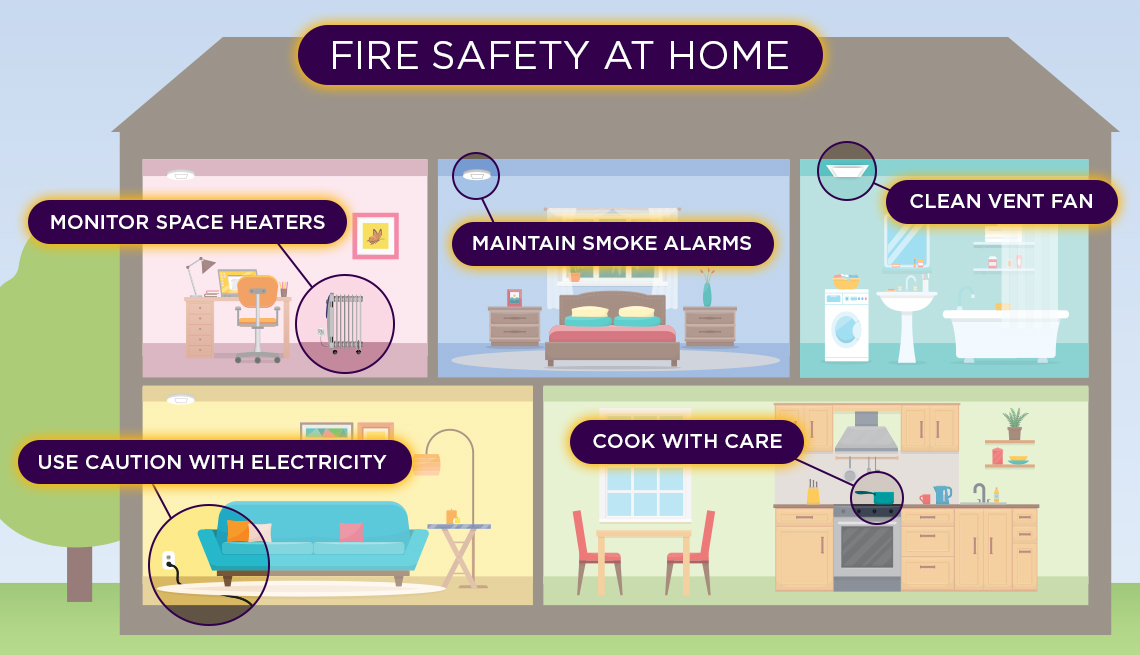 FIRE SAFETY AT HOME
MONITOR SPACE HEATERS
MAINTAIN SMOKE ALARMS
CLEAN VENT FAN
USE CAUTION WITH ELECTRICITY
COOK WITH CARE